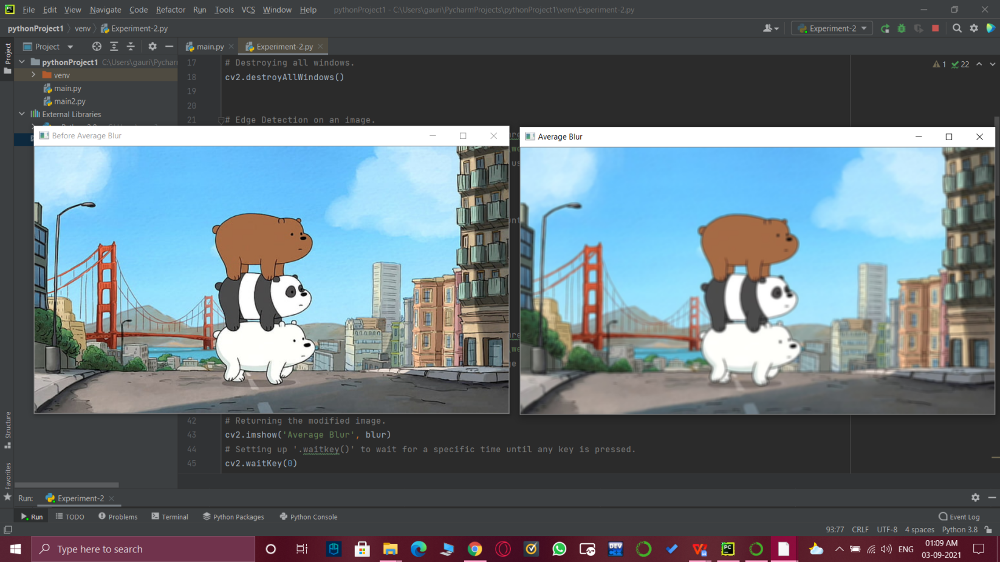 File Edit View Navigate Code Refactor Run Tools VCS Window Help pythonProject1 - C:\Users\gauri\PycharmProjects\pythonProject1\venv\Experiment-2.py
pythonProject1 venv Experiment-2.py
Experiment-2
Project
Project
main.py
Experiment-2.py
pythonProject1 C:\Users\gauri\Pycharm
venv
main.py
main2.py
External Libraries
17 # Destroying all windows.
18 cv2.destroyAllWindows()
19
20
21 # Edge Detection on an image.
1 22
Before Average Blur
Average Blur
42 # Returning the modified image.
43 cv2.imshow('Average Blur', blur)
44 # Setting up '.waitkey()' to wait for a specific time until any key is pressed.
45 cv2.waitKey(0)
Structure
Favorites
Run: Experiment-2
Run TODO Problems Terminal Python Packages Python Console Event Log
93:77 CRLF UTF-8 4 spaces Python 3.8
Type here to search
DEV
ENG
01:09 AM
03-09-2021